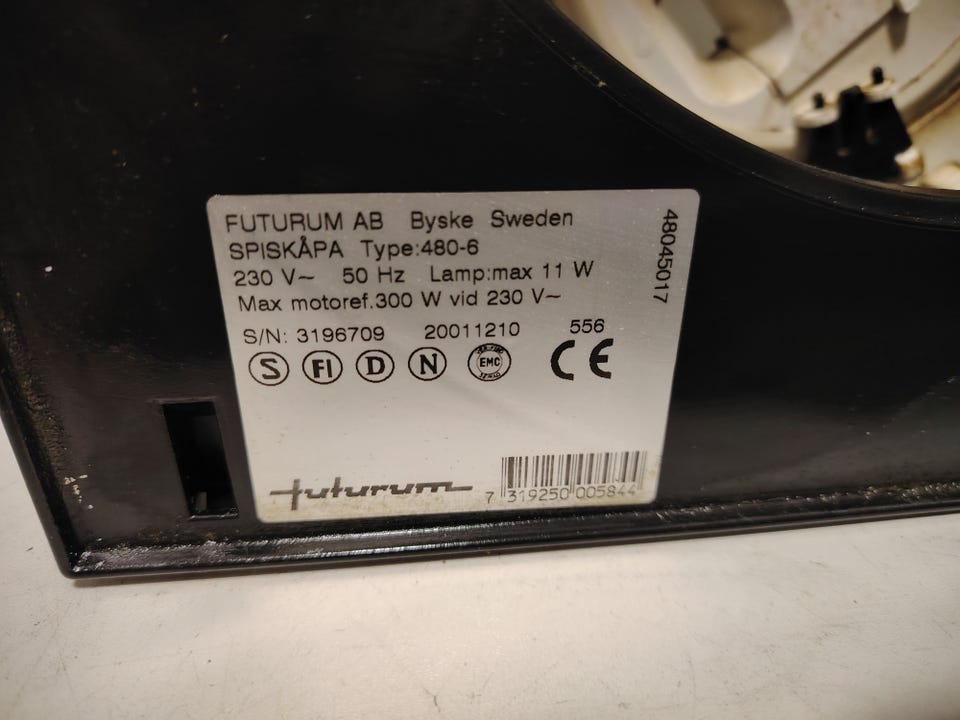 FUTURUM AB Byske Sweden
SPISKÅPA Type:480-6
230 V~ 50 Hz Lamp:max 11 W
Max motoref.300 W vid 230 V~
S/N: 3196709 20011210 556
S FI D N EMC CE
futurum
7 319250 005844
48045017